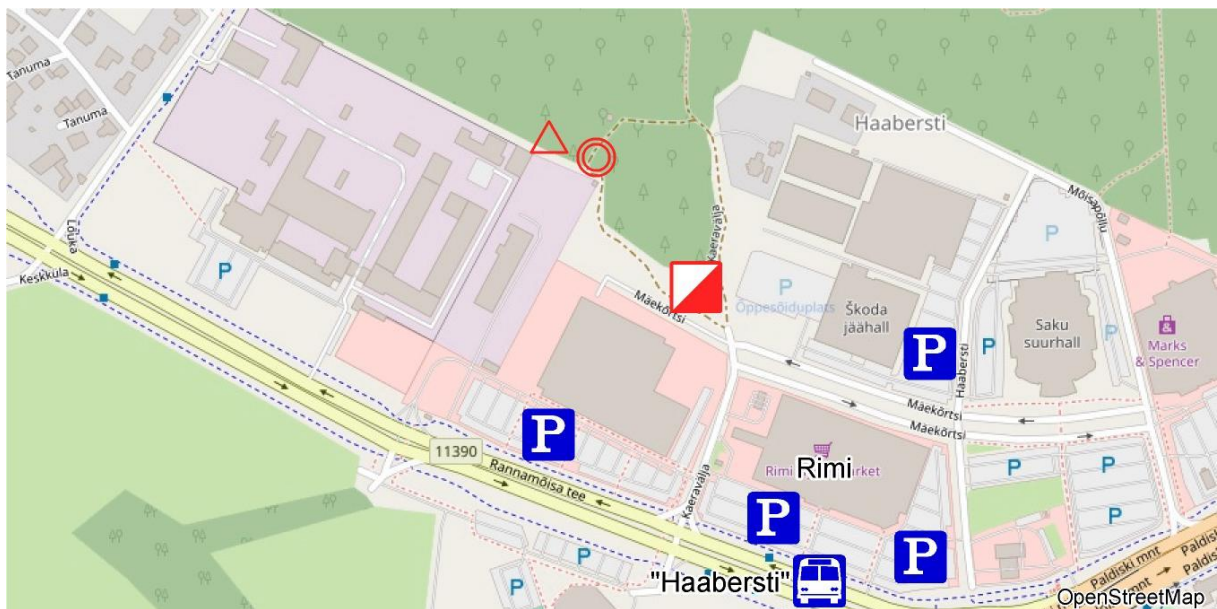 Tanuma
Tanuma
Haabersti
P
Mõisapõllu
P
Lõuka
Keskküla
P
Kaeravälja
Mäekõrtsi
P
Õppesõiduplats
Škoda
jäähall
P
Haabersti
P
Saku
suurhall
P
Marks
& Spencer
P
Mäekõrtsi
Mäekõrtsi
P
11390
Rannamõisa tee
Kaeravälja
Rimi
P
P
P
P
P
P
P
"Haabersti"
Paldiski mnt
Paldiski
OpenStreetMap